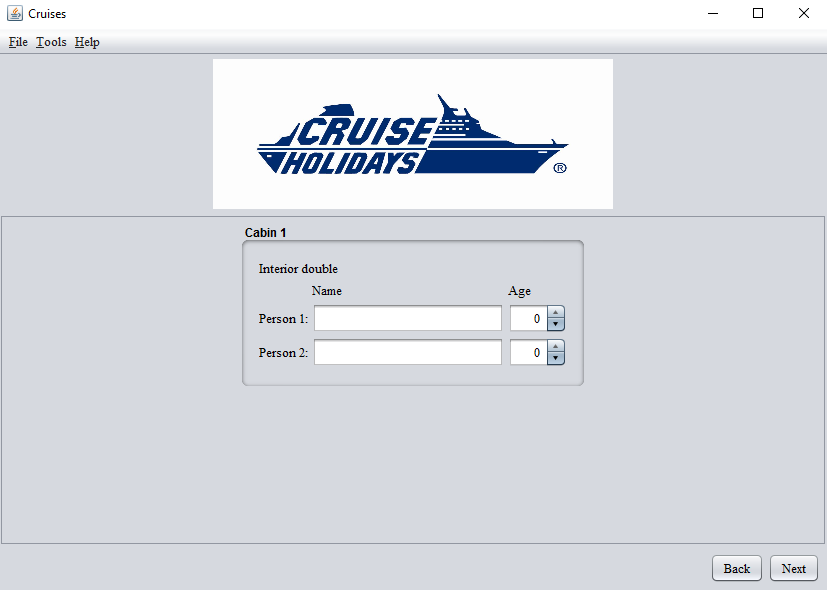 Cruises
File Tools Help
CRUISE
HOLIDAYS ®
Cabin 1
Interior double
Name Age
Person 1: 0
Person 2: 0
Back Next